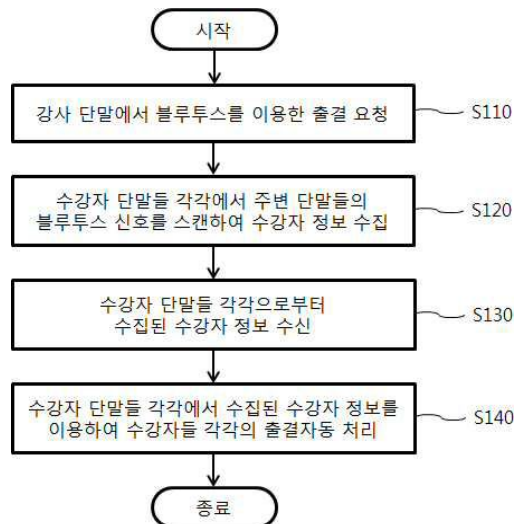 시작
강사 단말에서 블루투스를 이용한 출결 요청
S110
수강자 단말들 각각에서 주변 단말들의
블루투스 신호를 스캔하여 수강자 정보 수집
S120
수강자 단말들 각각으로부터
수집된 수강자 정보 수신
S130
수강자 단말들 각각에서 수집된 수강자 정보를
이용하여 수강자들 각각의 출결자동 처리
S140
종료